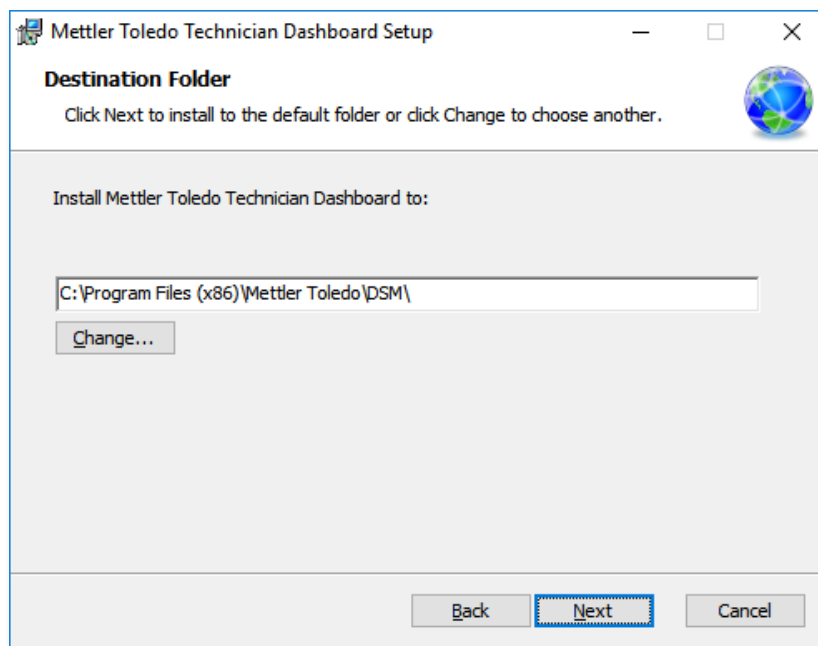 Mettler Toledo Technician Dashboard Setup
Destination Folder
Click Next to install to the default folder or click Change to choose another.
Install Mettler Toledo Technician Dashboard to:
C:\Program Files (x86)\Mettler Toledo\DSM\
Change...
Back Next Cancel